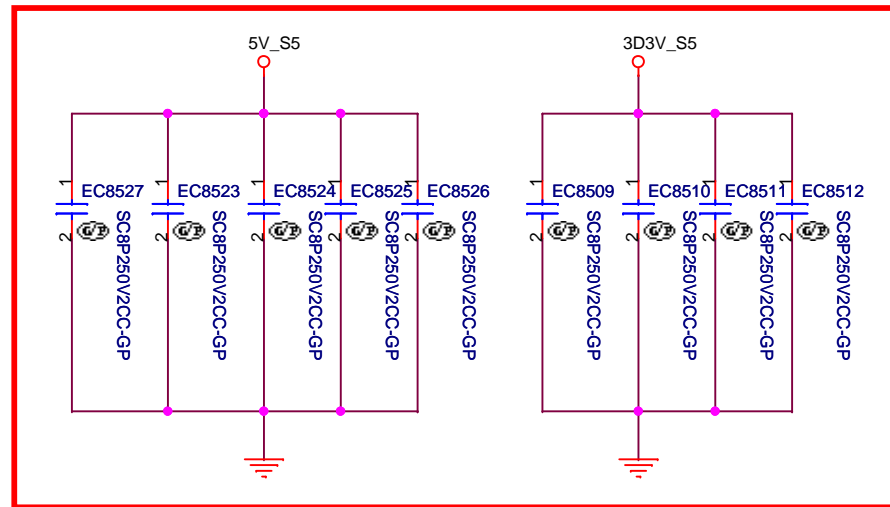 5V_S5
3D3V_S5
1
EC8527
2
G/P
SC8P250V2CC-GP
1
EC8523
2
G/P
SC8P250V2CC-GP
1
EC8524
2
G/P
SC8P250V2CC-GP
1
EC8525
2
G/P
SC8P250V2CC-GP
1
EC8526
2
G/P
SC8P250V2CC-GP
1
EC8509
2
G/P
SC8P250V2CC-GP
1
EC8510
2
G/P
SC8P250V2CC-GP
1
EC8511
2
G/P
SC8P250V2CC-GP
1
EC8512
2
G/P
SC8P250V2CC-GP